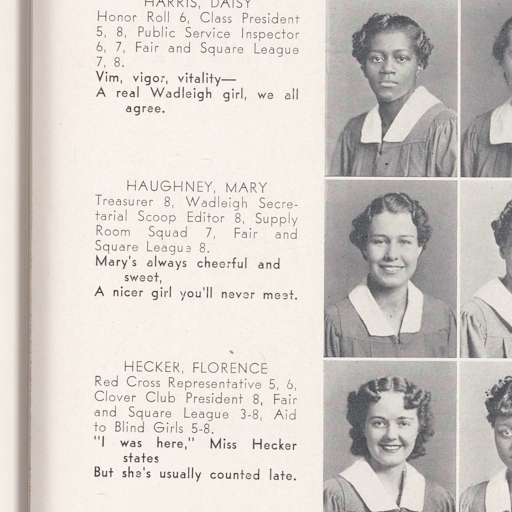 HARRIS, DAISY
Honor Roll 6, Class President
5, 8, Public Service Inspector
6, 7, Fair and Square League
7, 8.
Vim, vigor, vitality—
A real Wadleigh girl, we all
agree.
HAUGHNEY, MARY
Treasurer 8, Wadleigh Secre-
tarial Scoop Editor 8, Supply
Room Squad 7, Fair and
Square League 8.
Mary's always cheerful and
sweet,
A nicer girl you'll never meet.
HECKER, FLORENCE
Red Cross Representative 5, 6,
Clover Club President 8, Fair
and Square League 3-8, Aid
to Blind Girls 5-8.
"I was here," Miss Hecker
states
But she's usually counted late.